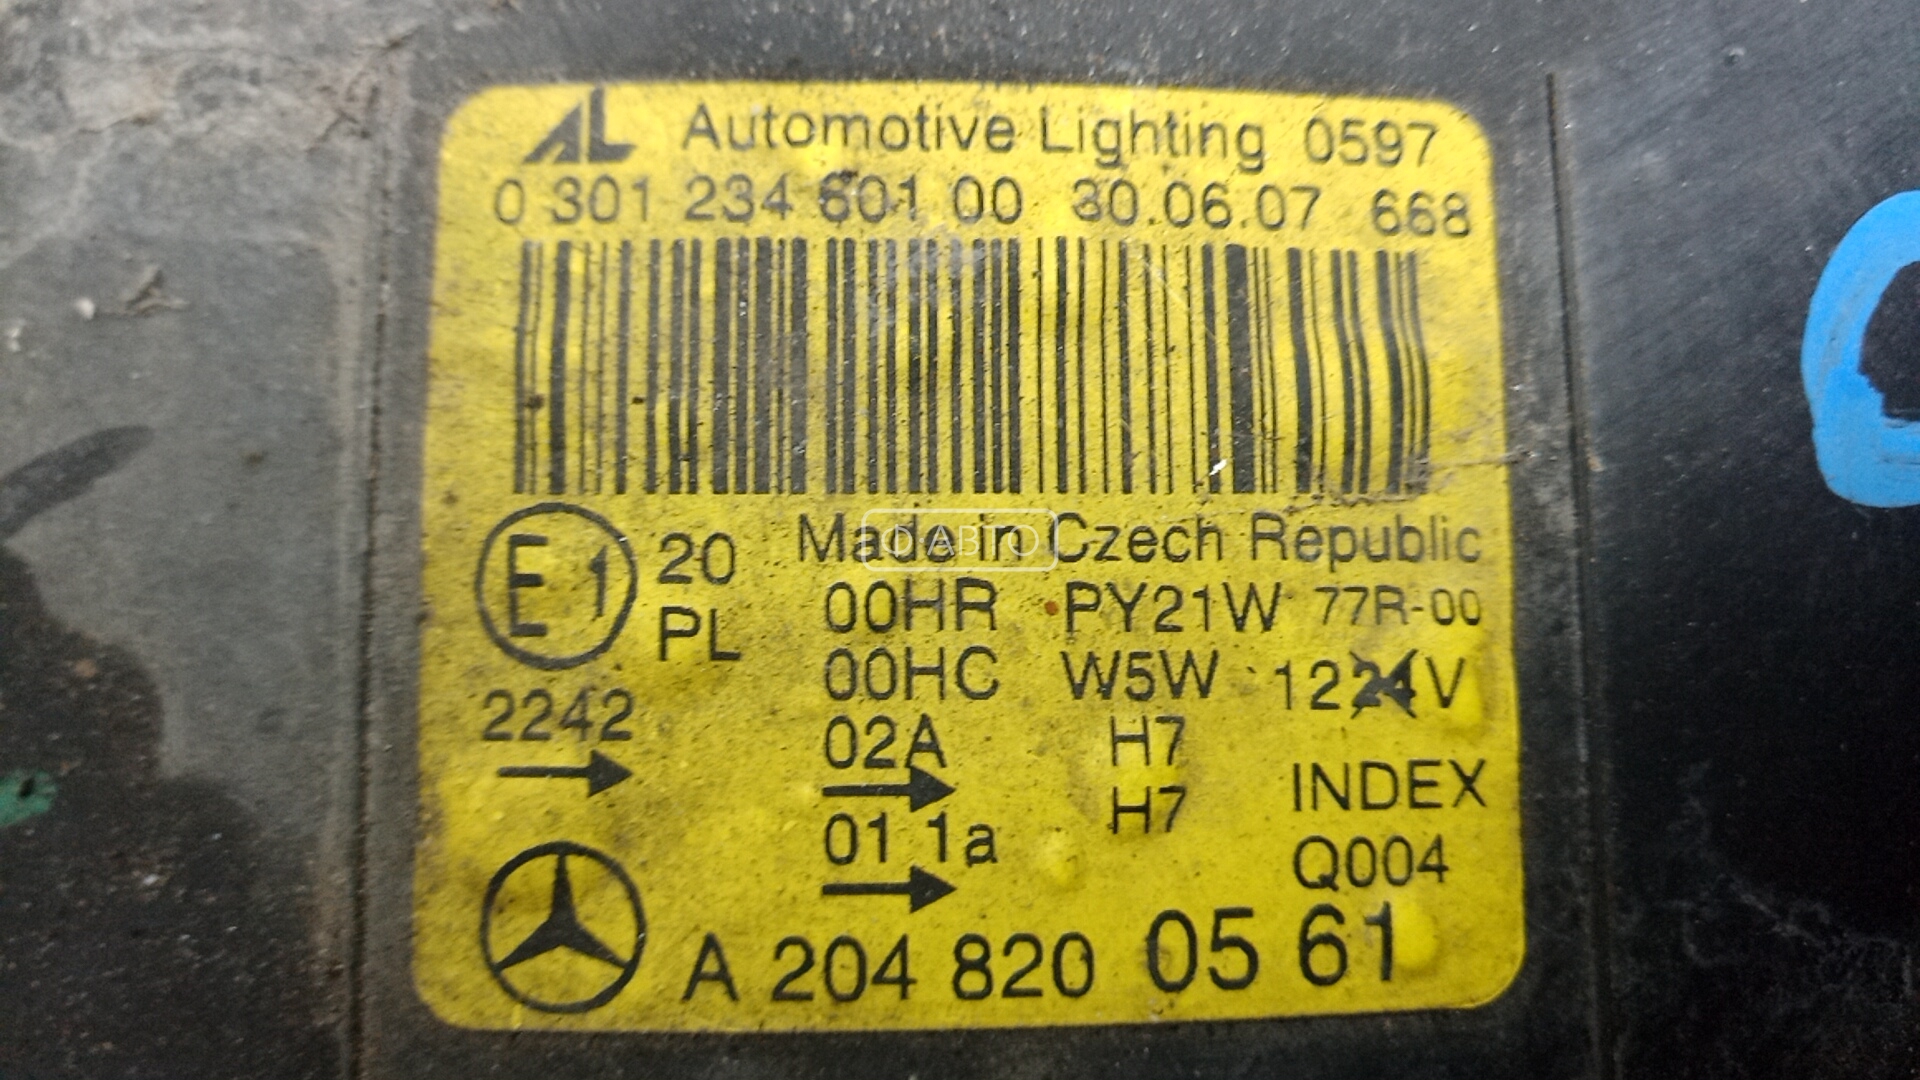 AL Automotive Lighting 0597
0 301 234 601 00 30.06.07 668
E1 20 Made in Czech Republic
PL 00HR PY21W 77R-00
00HC W5W 1224V
2242 02A H7
01 1a H7 INDEX
Q004
A 204 820 05 61
АВТО